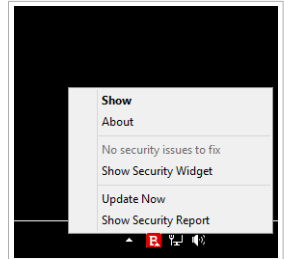 Show
About
No security issues to fix
Show Security Widget
Update Now
Show Security Report
B